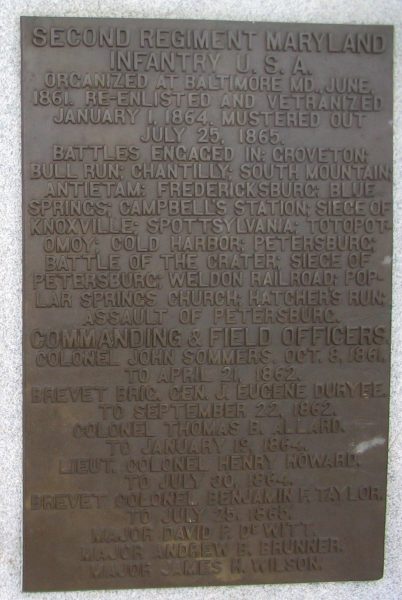 SECOND REGIMENT MARYLAND
INFANTRY U. S. A.
ORGANIZED AT BALTIMORE MD., JUNE,
1861. RE-ENLISTED AND VETRANIZED
JANUARY 1, 1864. MUSTERED OUT
JULY 25, 1865.
BATTLES ENGAGED IN: GROVETON;
BULL RUN; CHANTILLY; SOUTH MOUNTAIN;
ANTIETAM; FREDERICKSBURG; BLUE
SPRINGS; CAMPBELL'S STATION; SIEGE OF
KNOXVILLE; SPOTTSYLVANIA; TOTOPOT-
OMOY; COLD HARBOR; PETERSBURG;
BATTLE OF THE CRATER; SIEGE OF
PETERSBURG; WELDON RAILROAD; POP-
LAR SPRINGS CHURCH; HATCHER'S RUN;
ASSAULT OF PETERSBURG.
COMMANDING & FIELD OFFICERS.
COLONEL JOHN SOMMERS, OCT. 8, 1861,
TO APRIL 21, 1862.
BREVET BRIG. GEN. J. EUGENE DURYEE,
TO SEPTEMBER 22, 1862.
COLONEL THOMAS B. ALLARD,
TO JANUARY 19, 1864.
LIEUT. COLONEL HENRY HOWARD,
TO JULY 30, 1864.
BREVET COLONEL BENJAMIN F. TAYLOR,
TO JULY 25, 1865.
MAJOR DAVID P. DEWITT.
MAJOR ANDREW B. BRUNNER.
MAJOR JAMES H. WILSON.